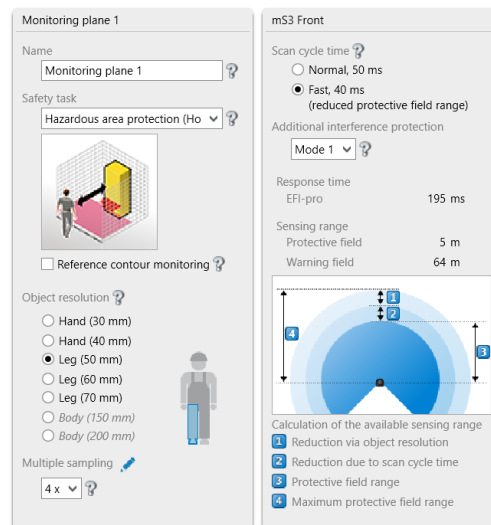 Monitoring plane 1
Name
Monitoring plane 1
Safety task
Hazardous area protection (Ho
Reference contour monitoring
Object resolution
Hand (30 mm)
Hand (40 mm)
Leg (50 mm)
Leg (60 mm)
Leg (70 mm)
Body (150 mm)
Body (200 mm)
Multiple sampling
4 x
mS3 Front
Scan cycle time
Normal, 50 ms
Fast, 40 ms
(reduced protective field range)
Additional interference protection
Mode 1
Response time
EFI-pro 195 ms
Sensing range
Protective field 5 m
Warning field 64 m
1
2
4
3
Calculation of the available sensing range
1 Reduction via object resolution
2 Reduction due to scan cycle time
3 Protective field range
4 Maximum protective field range